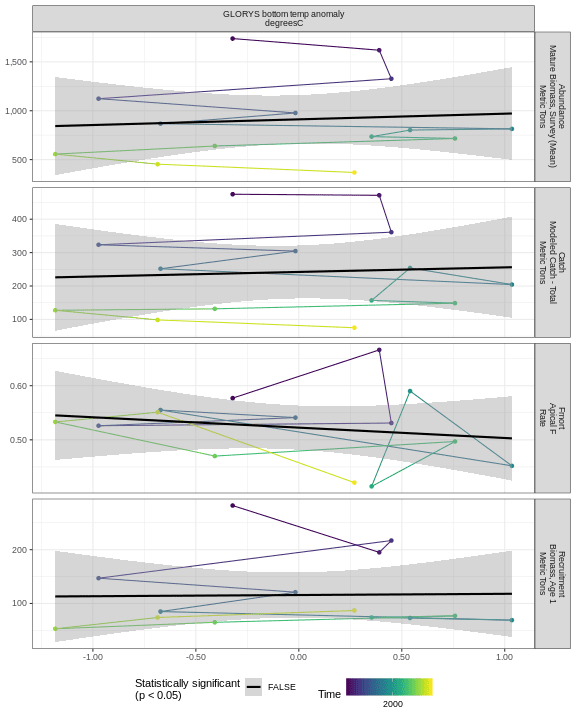 GLORYS bottom temp anomaly
degreesC
1,500
1,000
500
Abundance
Mature Biomass, Survey (Mean)
Metric Tons
400
300
200
100
Catch
Modeled Catch - Total
Metric Tons
0.60
0.50
Fmort
Apical F
Rate
200
100
Recruitment
Biomass, Age 1
Metric Tons
-1.00
-0.50
0.00
0.50
1.00
Statistically significant
(p < 0.05)
FALSE
Time
2000